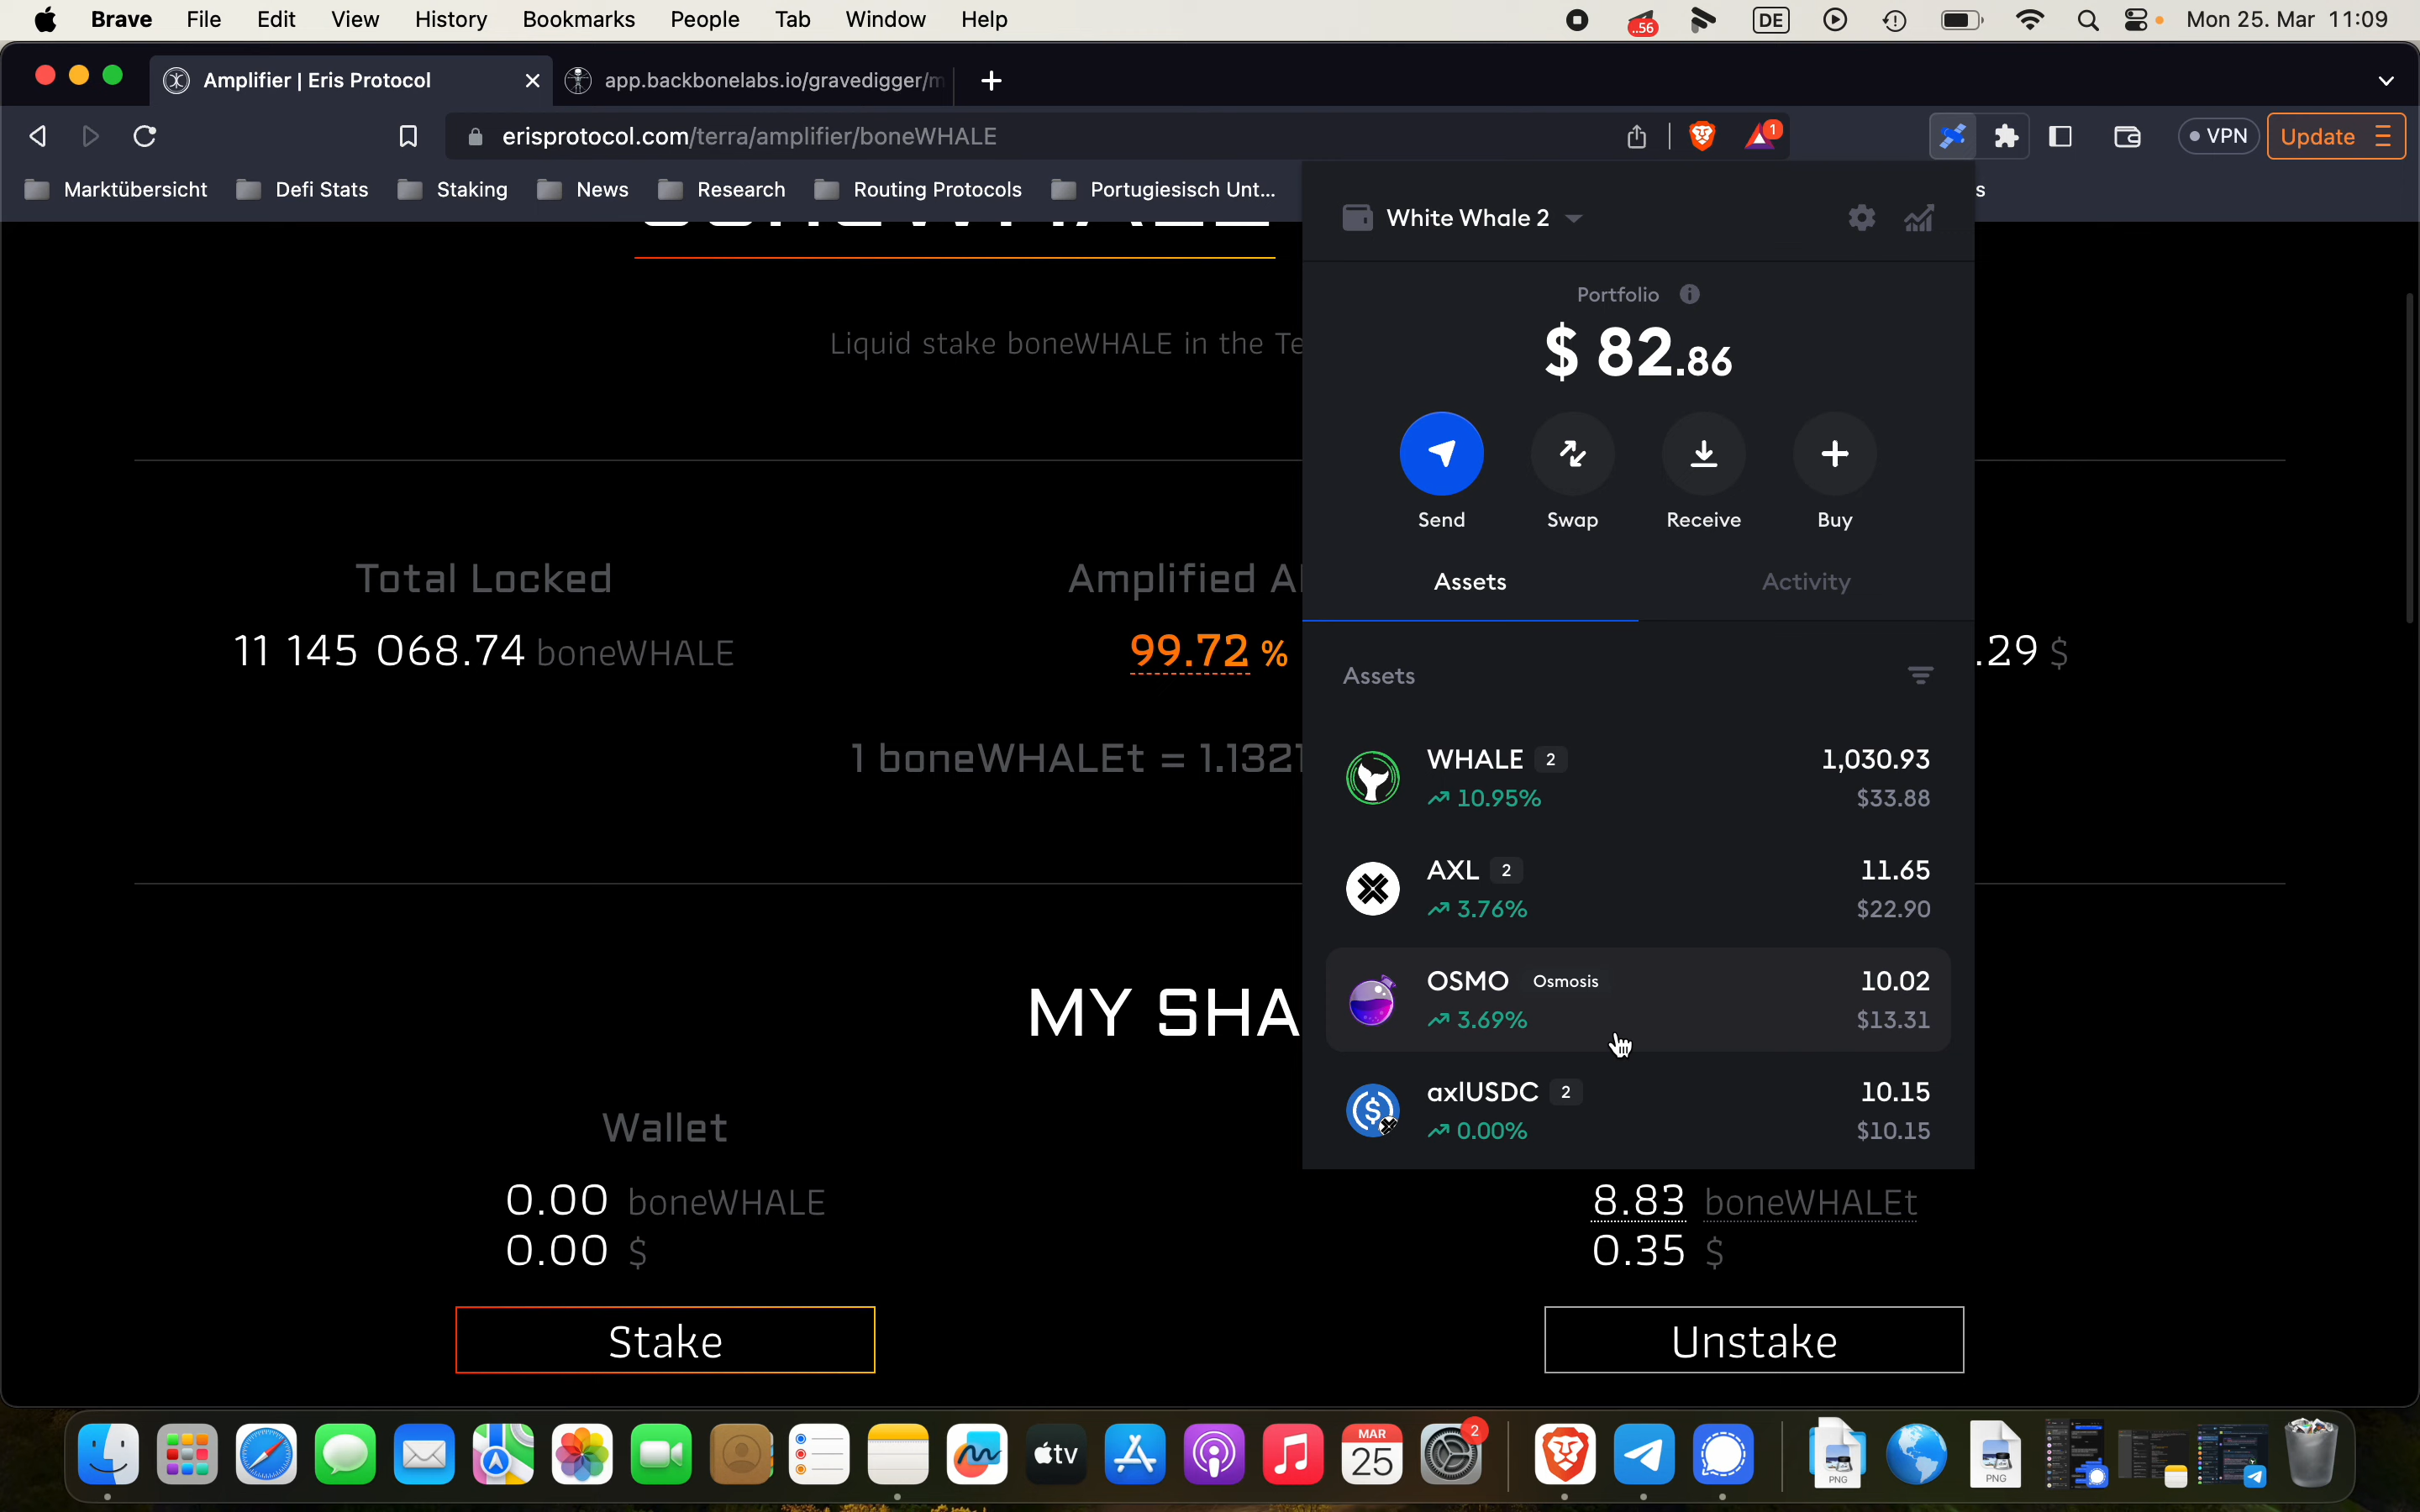 Brave File Edit View History Bookmarks People Tab Window Help
..56 DE Mon 25. Mar 11:09
Amplifier | Eris Protocol app.backbonelabs.io/gravedigger/m
erisprotocol.com/terra/amplifier/boneWHALE 1 VPN Update
Marktübersicht Defi Stats Staking News Research Routing Protocols Portugiesisch Unt... s
White Whale 2
Liquid stake boneWHALE in the Te
Portfolio
$ 82.86
Send Swap Receive Buy
Assets Activity
Total Locked Amplified A
11 145 068.74 boneWHALE 99.72 % .29 $
1 boneWHALEt = 1.1321
Assets
WHALE 2 1,030.93
10.95% $33.88
AXL 2 11.65
3.76% $22.90
OSMO Osmosis 10.02
3.69% $13.31
axlUSDC 2 10.15
0.00% $10.15
MY SHA
Wallet
0.00 boneWHALE 8.83 boneWHALEt
0.00 $ 0.35 $
Stake Unstake
tv MAR 25 2 PNG PNG